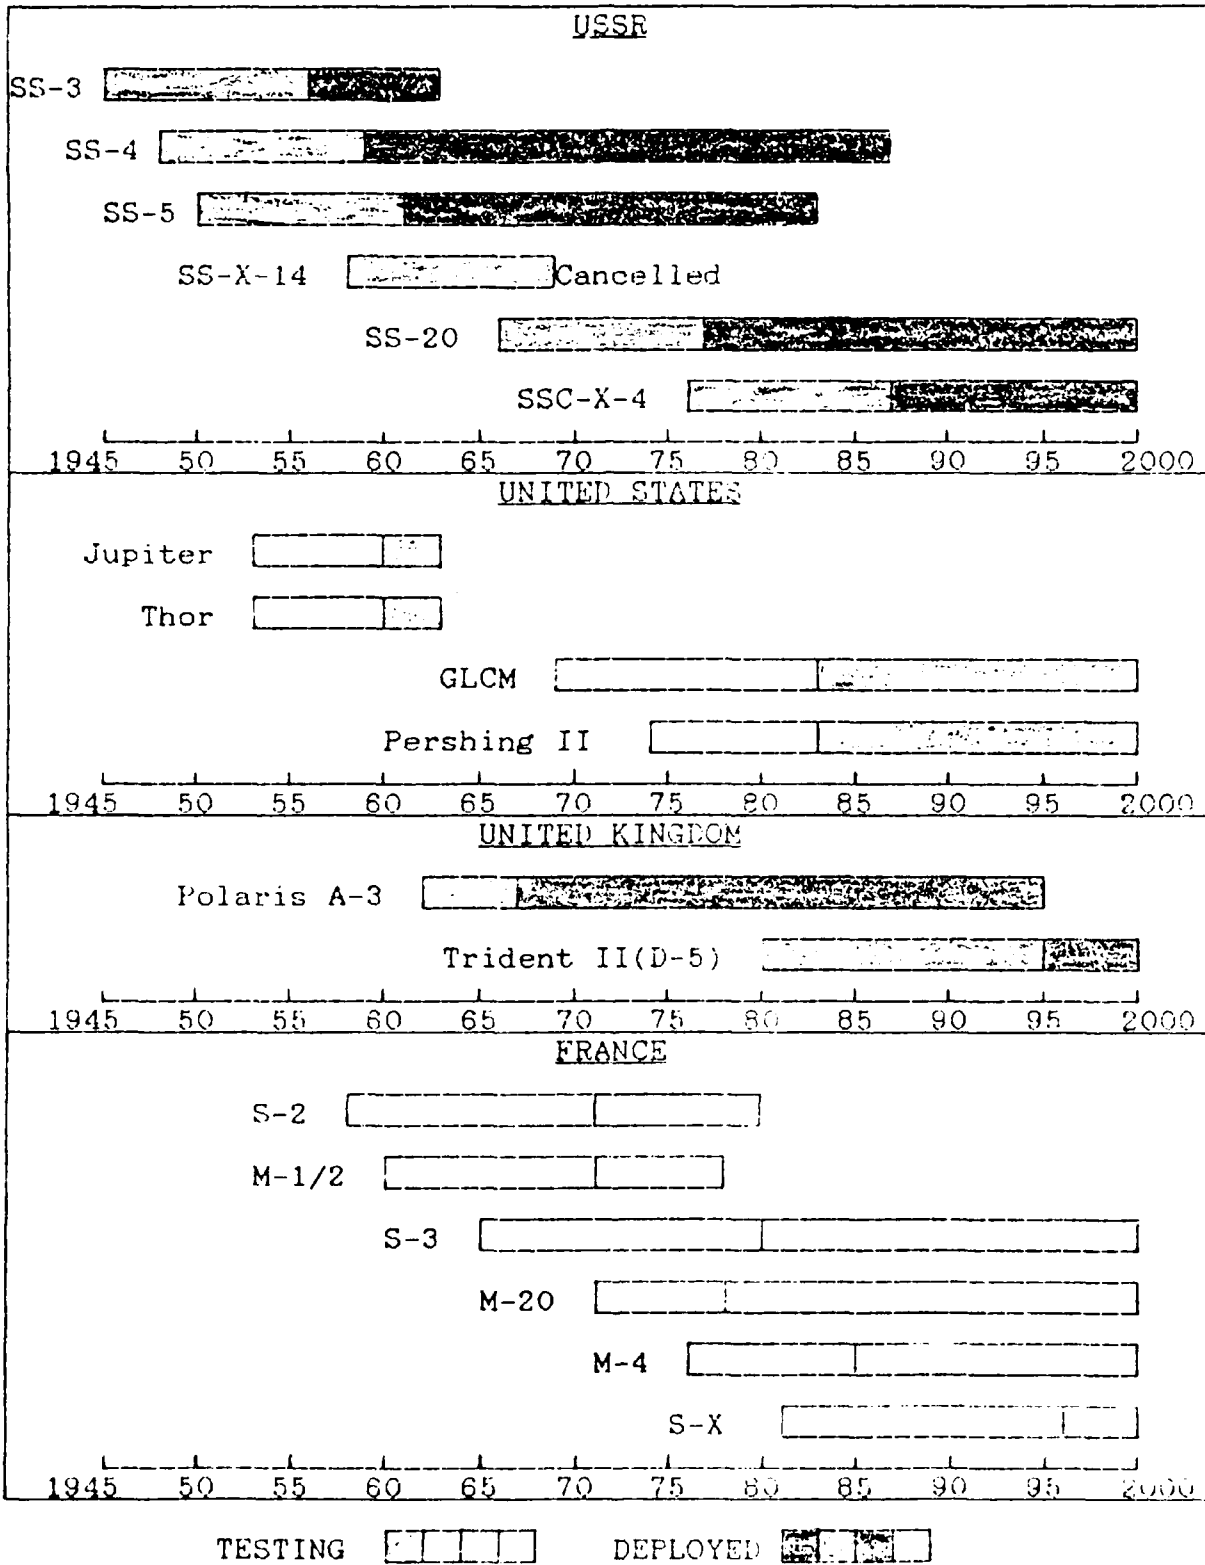 USSR
SS-3
SS-4
SS-5
SS-X-14 Cancelled
SS-20
SSC-X-4
1945 50 55 60 65 70 75 80 85 90 95 2000
UNITED STATES
Jupiter
Thor
GLCM
Pershing II
1945 50 55 60 65 70 75 80 85 90 95 2000
UNITED KINGDOM
Polaris A-3
Trident II(D-5)
1945 50 55 60 65 70 75 80 85 90 95 2000
FRANCE
S-2
M-1/2
S-3
M-20
M-4
S-X
1945 50 55 60 65 70 75 80 85 90 95 2000
TESTING DEPLOYED